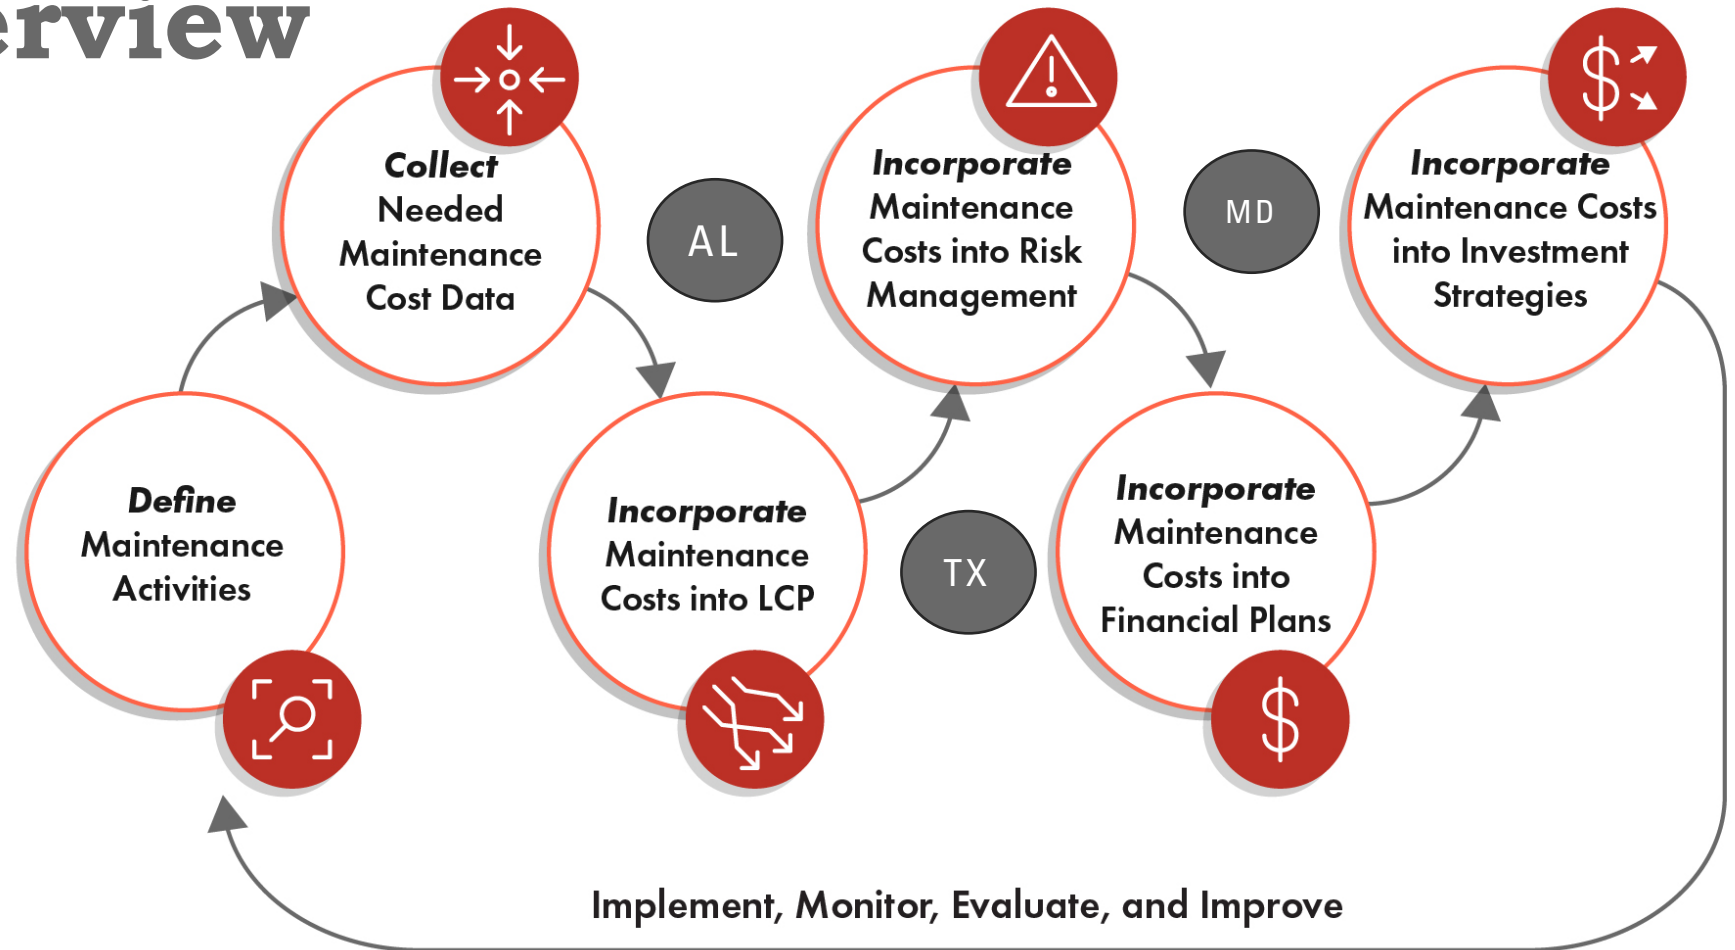 Collect
Needed
Maintenance
Cost Data
AL
Incorporate
Maintenance
Costs into Risk
Management
MD
Incorporate
Maintenance Costs
into Investment
Strategies
Define
Maintenance
Activities
Incorporate
Maintenance
Costs into LCP
TX
Incorporate
Maintenance
Costs into
Financial Plans
Implement, Monitor, Evaluate, and Improve